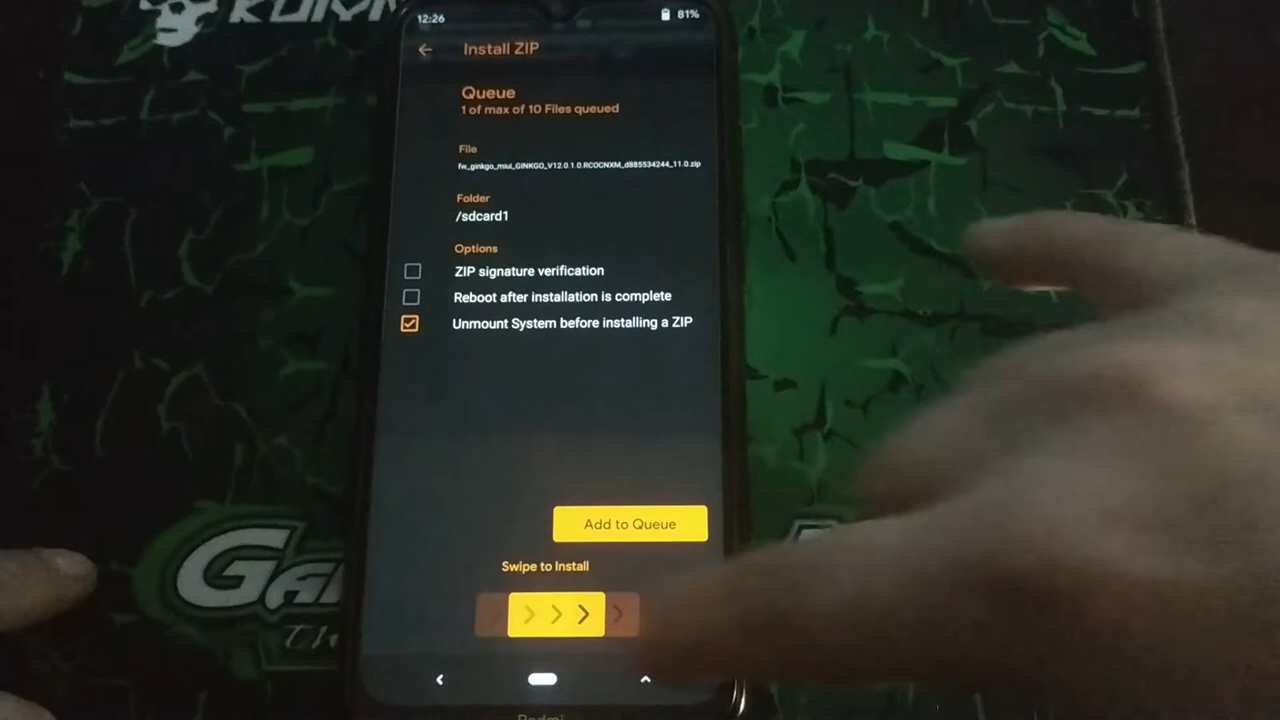 12:26
81%
Install ZIP
Queue
1 of max of 10 Files queued
File
fw_ginkgo_miui_GINKGO_V12.0.1.0.RCOCNXM_d885534244_11.0.zip
Folder
/sdcard1
Options
ZIP signature verification
Reboot after installation is complete
Unmount System before installing a ZIP
Add to Queue
Swipe to Install
Redmi